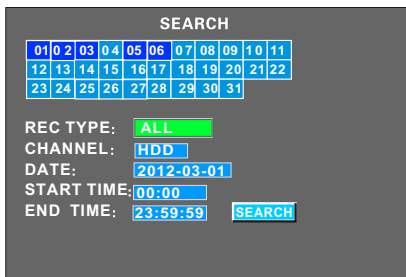 SEARCH
01 02 03 04 05 06 07 08 09 10 11
12 13 14 15 16 17 18 19 20 21 22
23 24 25 26 27 28 29 30 31
REC TYPE: ALL
CHANNEL: HDD
DATE: 2012-03-01
START TIME: 00:00
END TIME: 23:59:59 SEARCH